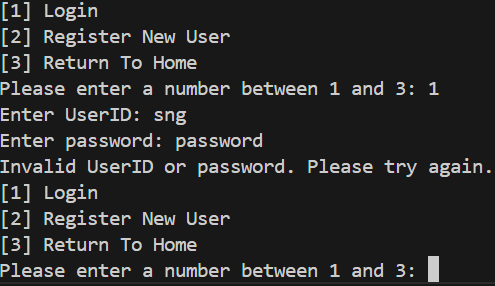 [1] Login
[2] Register New User
[3] Return To Home
Please enter a number between 1 and 3: 1
Enter UserID: sng
Enter password: password
Invalid UserID or password. Please try again.
[1] Login
[2] Register New User
[3] Return To Home
Please enter a number between 1 and 3: